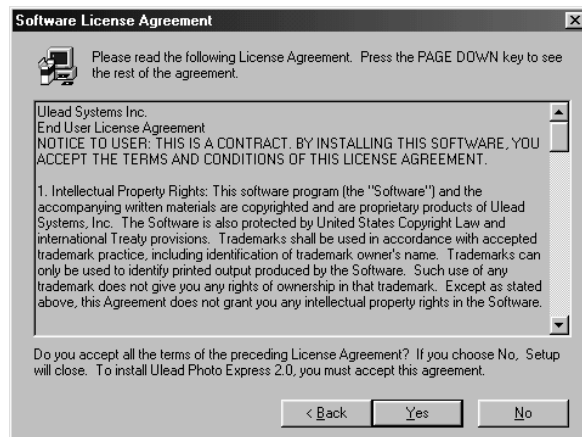 Software License Agreement
Please read the following License Agreement. Press the PAGE DOWN key to see
the rest of the agreement.
Ulead Systems Inc.
End User License Agreement
NOTICE TO USER: THIS IS A CONTRACT. BY INSTALLING THIS SOFTWARE, YOU
ACCEPT THE TERMS AND CONDITIONS OF THIS LICENSE AGREEMENT.
1. Intellectual Property Rights: This software program (the "Software") and the
accompanying written materials are copyrighted and are proprietary products of Ulead
Systems, Inc. The Software is also protected by United States Copyright Law and
international Treaty provisions. Trademarks shall be used in accordance with accepted
trademark practice, including identification of trademark owner's name. Trademarks can
only be used to identify printed output produced by the Software. Such use of any
trademark does not give you any rights of ownership in that trademark. Except as stated
above, this Agreement does not grant you any intellectual property rights in the Software.
Do you accept all the terms of the preceding License Agreement? If you choose No, Setup
will close. To install Ulead Photo Express 2.0, you must accept this agreement.
< Back Yes No